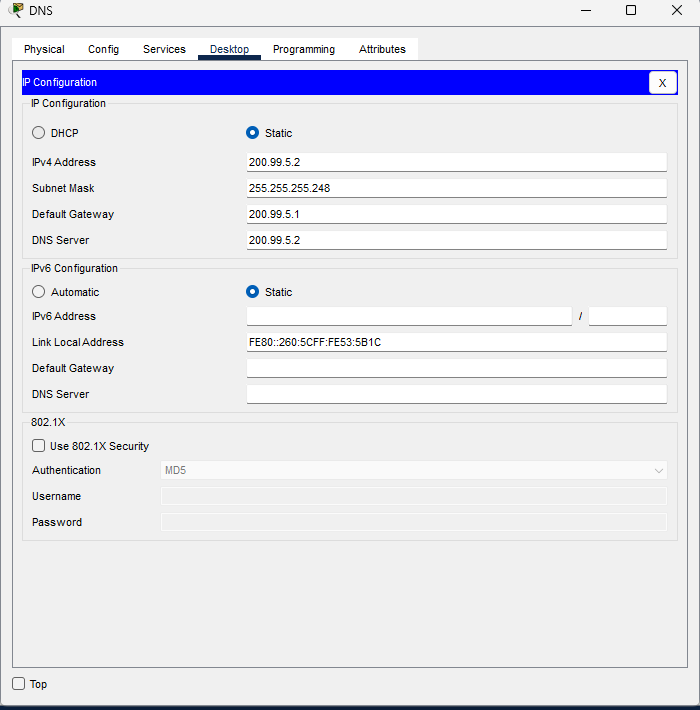 DNS
Physical Config Services Desktop Programming Attributes
IP Configuration X
IP Configuration
DHCP Static
IPv4 Address 200.99.5.2
Subnet Mask 255.255.255.248
Default Gateway 200.99.5.1
DNS Server 200.99.5.2
IPv6 Configuration
Automatic Static
IPv6 Address /
Link Local Address FE80::260:5CFF:FE53:5B1C
Default Gateway
DNS Server
802.1X
Use 802.1X Security
Authentication MD5
Username
Password
Top